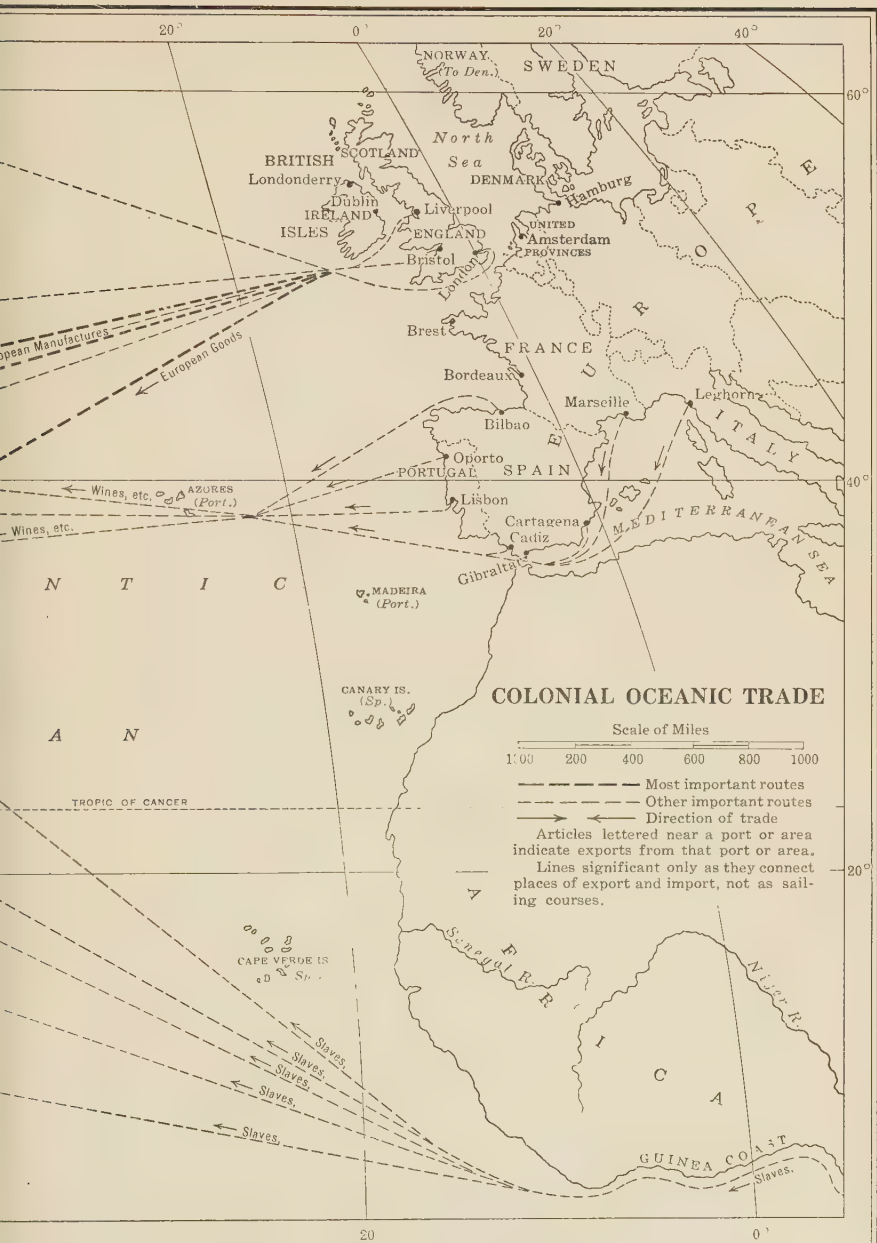 20° 0° 20° 40°
NORWAY
(To Den.)
SWEDEN
60°
North
Sea
SCOTLAND
BRITISH
Londonderry
DENMARK
Hamburg
Dublin
IRELAND
Liverpool
ISLES
ENGLAND
UNITED
Amsterdam
PROVINCES
Bristol
London
EUROPE
Brest
opean Manufactures
European Goods
FRANCE
Bordeaux
Marseille
Leghorn
Bilbao
ITALY
Oporto
PORTUGAL
SPAIN
40°
Wines, etc.
AZORES
(Port.)
Lisbon
Wines, etc.
Cartagena
Cadiz
MEDITERRANEAN SEA
Gibraltar
NTIC
MADEIRA
(Port.)
CANARY IS.
(Sp.)
AN
COLONIAL OCEANIC TRADE
Scale of Miles
200 400 600 800 1000
Most important routes
Other important routes
Direction of trade
Articles lettered near a port or area
indicate exports from that port or area.
Lines significant only as they connect
places of export and import, not as sail-
ing courses.
TROPIC OF CANCER
20°
AFRICA
Senegal R.
Niger R.
CAPE VERDE IS
Sp.
Slaves,
Slaves,
Slaves,
Slaves,
Slaves,
GUINEA COAST
Slaves.
20 0°